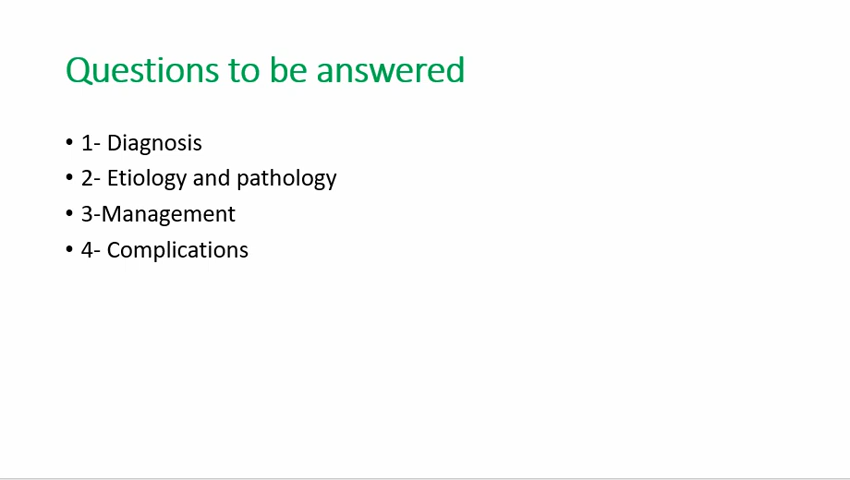 Questions to be answered
• 1- Diagnosis
• 2- Etiology and pathology
• 3-Management
• 4- Complications